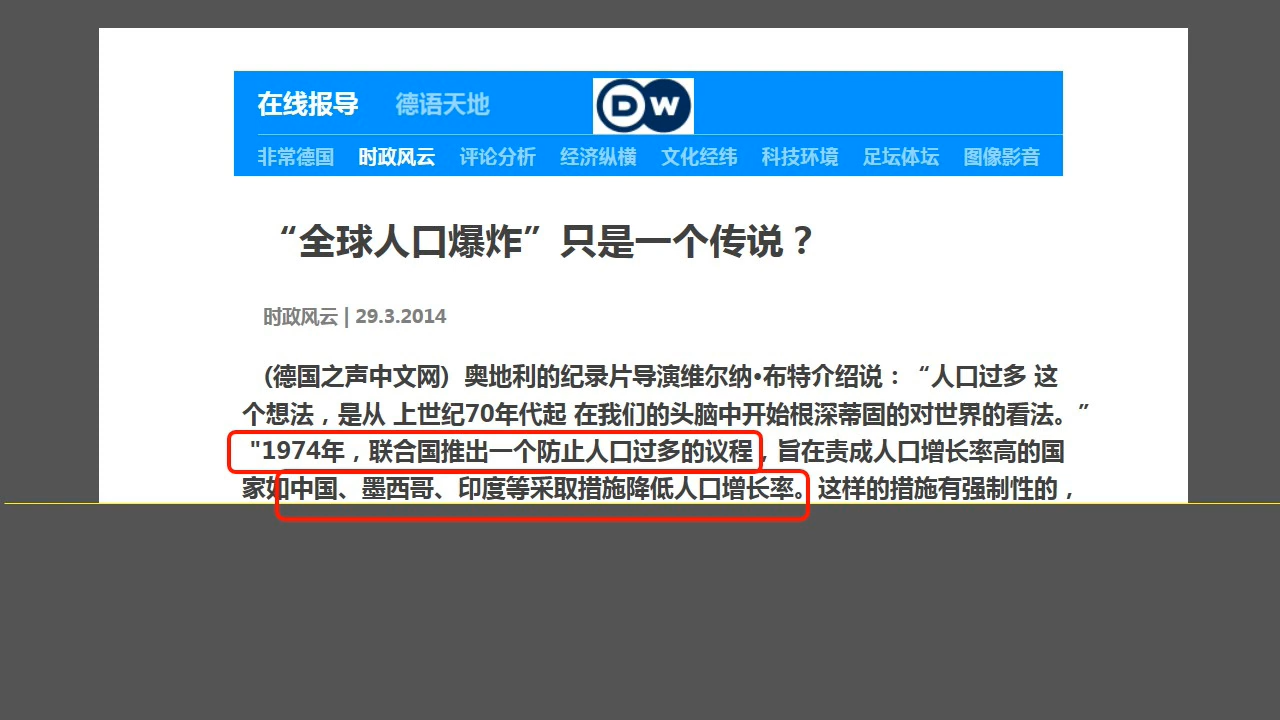 在线报导 德语天地 DW
非常德国 时政风云 评论分析 经济纵横 文化经纬 科技环境 足坛体坛 图像影音
“全球人口爆炸”只是一个传说？
时政风云 | 29.3.2014
(德国之声中文网) 奥地利的纪录片导演维尔纳•布特介绍说：“人口过多 这
个想法，是从 上世纪70年代起 在我们的头脑中开始根深蒂固的对世界的看法。”
"1974年，联合国推出一个防止人口过多的议程，旨在责成人口增长率高的国
家如中国、墨西哥、印度等采取措施降低人口增长率。这样的措施有强制性的，